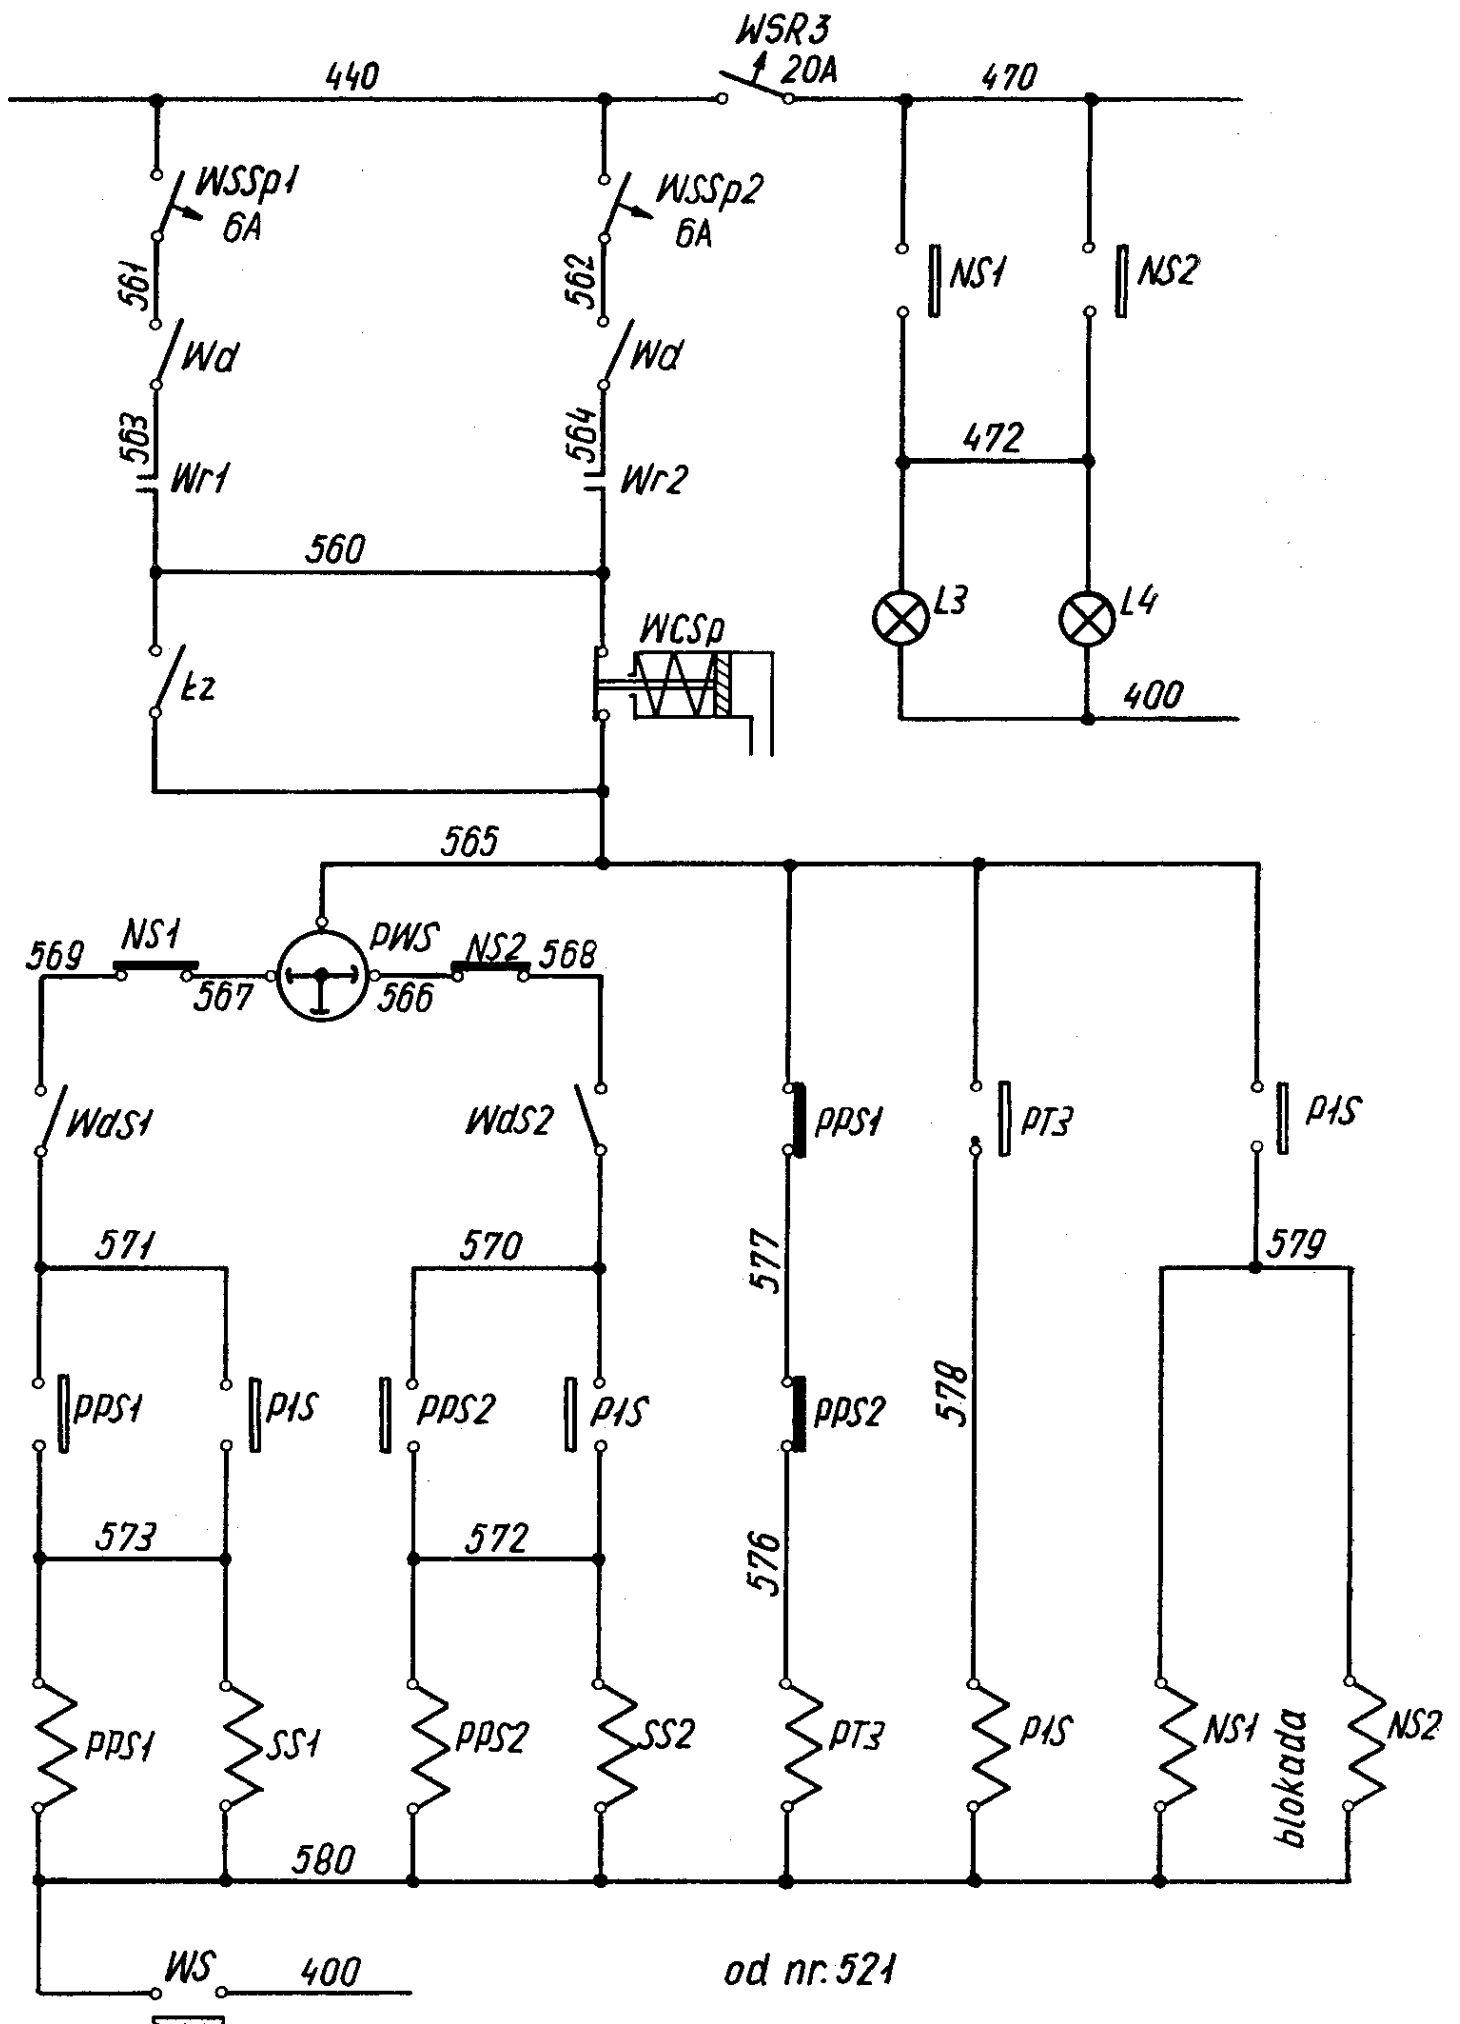 WSR3
440
20A
470
WSSp1
6A
WSSp2
6A
561
562
NS1
NS2
Wd
Wd
563
564
472
Wr1
Wr2
560
L3
L4
WCSp
tz
400
565
NS1
PWS
NS2
569
568
567
566
WdS1
WdS2
PPS1
PT3
P1S
571
570
577
579
PPS1
P1S
PPS2
P1S
PPS2
578
573
572
576
PPS1
SS1
PPS2
SS2
PT3
P1S
NS1
blokada
NS2
580
WS
400
od nr. 521